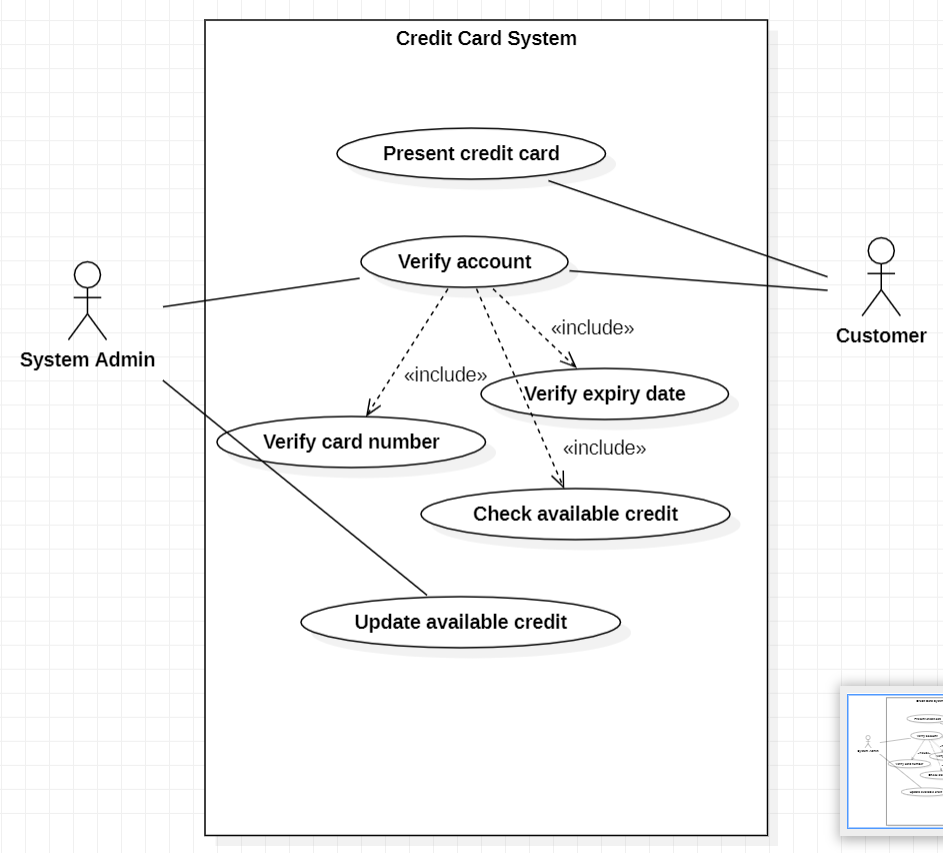 Credit Card System
Present credit card
Verify account
«include»
Customer
System Admin
«include»
Verify expiry date
Verify card number
«include»
Check available credit
Update available credit